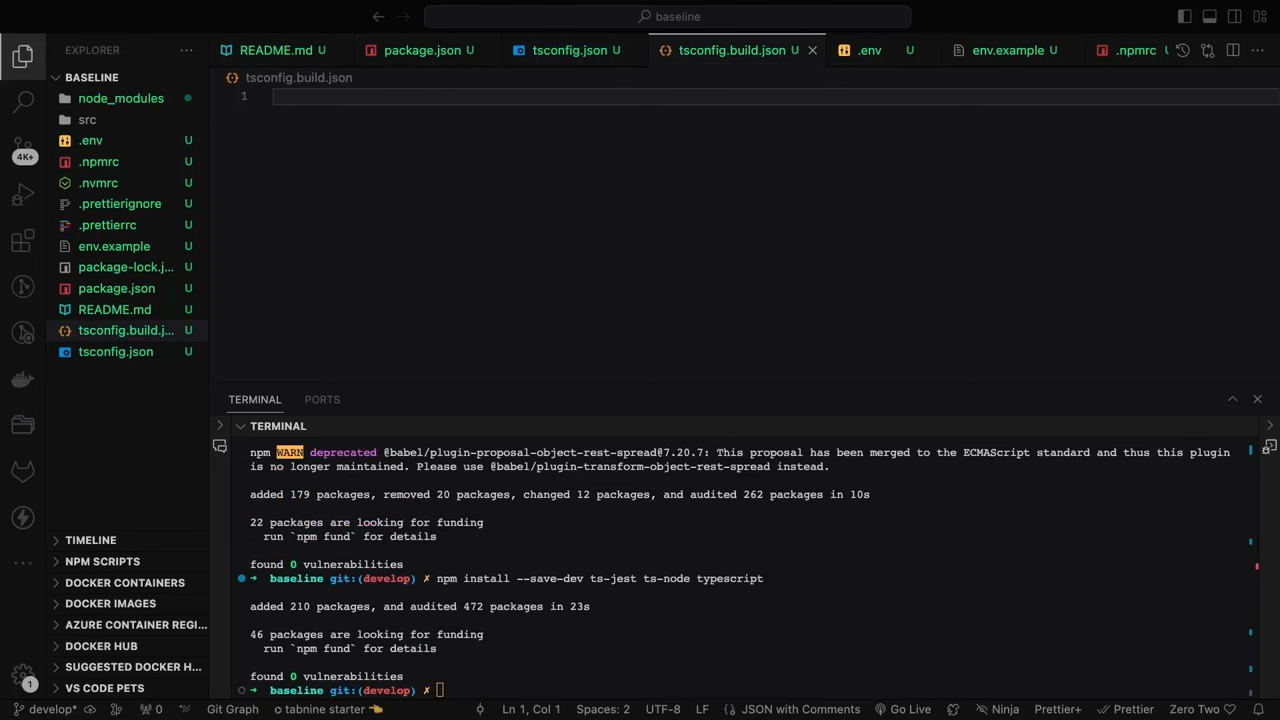 baseline
EXPLORER
README.md U
package.json U
tsconfig.json U
tsconfig.build.json U
.env U
env.example U
.npmrc U
tsconfig.build.json
1
BASELINE
node_modules
src
.env U
.npmrc U
.nvmrc U
.prettierignore U
.prettierrc U
env.example U
package-lock.j... U
package.json U
README.md U
tsconfig.build.j... U
tsconfig.json U
4K+
TIMELINE
NPM SCRIPTS
DOCKER CONTAINERS
DOCKER IMAGES
AZURE CONTAINER REGI...
DOCKER HUB
SUGGESTED DOCKER H...
VS CODE PETS
1
TERMINAL
PORTS
TERMINAL
npm WARN deprecated @babel/plugin-proposal-object-rest-spread@7.20.7: This proposal has been merged to the ECMAScript standard and thus this plugin
is no longer maintained. Please use @babel/plugin-transform-object-rest-spread instead.
added 179 packages, removed 20 packages, changed 12 packages, and audited 262 packages in 10s
22 packages are looking for funding
run `npm fund` for details
found 0 vulnerabilities
➜ baseline git:(develop) ✗ npm install --save-dev ts-jest ts-node typescript
added 210 packages, and audited 472 packages in 23s
46 packages are looking for funding
run `npm fund` for details
found 0 vulnerabilities
➜ baseline git:(develop) ✗
develop* 0 Git Graph tabnine starter Ln 1, Col 1 Spaces: 2 UTF-8 LF JSON with Comments Go Live Ninja Prettier+ Prettier Zero Two